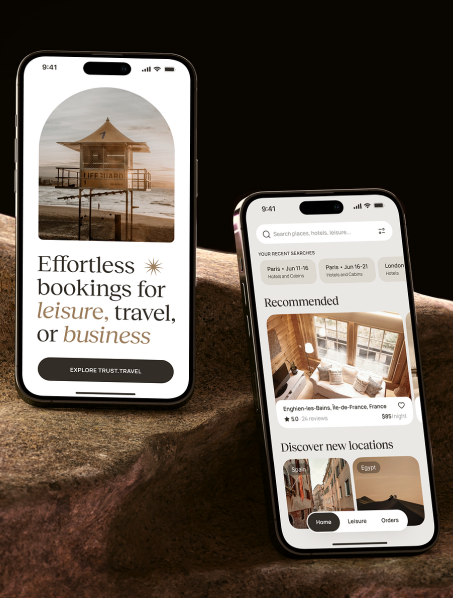 9:41
LIFEGUARD
Effortless
bookings for
leisure, travel,
or business
EXPLORE TRUST.TRAVEL
9:41
Search places, hotels, leisure...
YOUR RECENT SEARCHES
Paris • Jun 11-16
Hotels and Cabins
Paris • Jun 16-21
Hotels and Cabins
London
Hotels
Recommended
Enghien-les-Bains, Île-de-France, France
5.0 24 reviews
$95/night
Discover new locations
Spain
Egypt
Home
Leisure
Orders